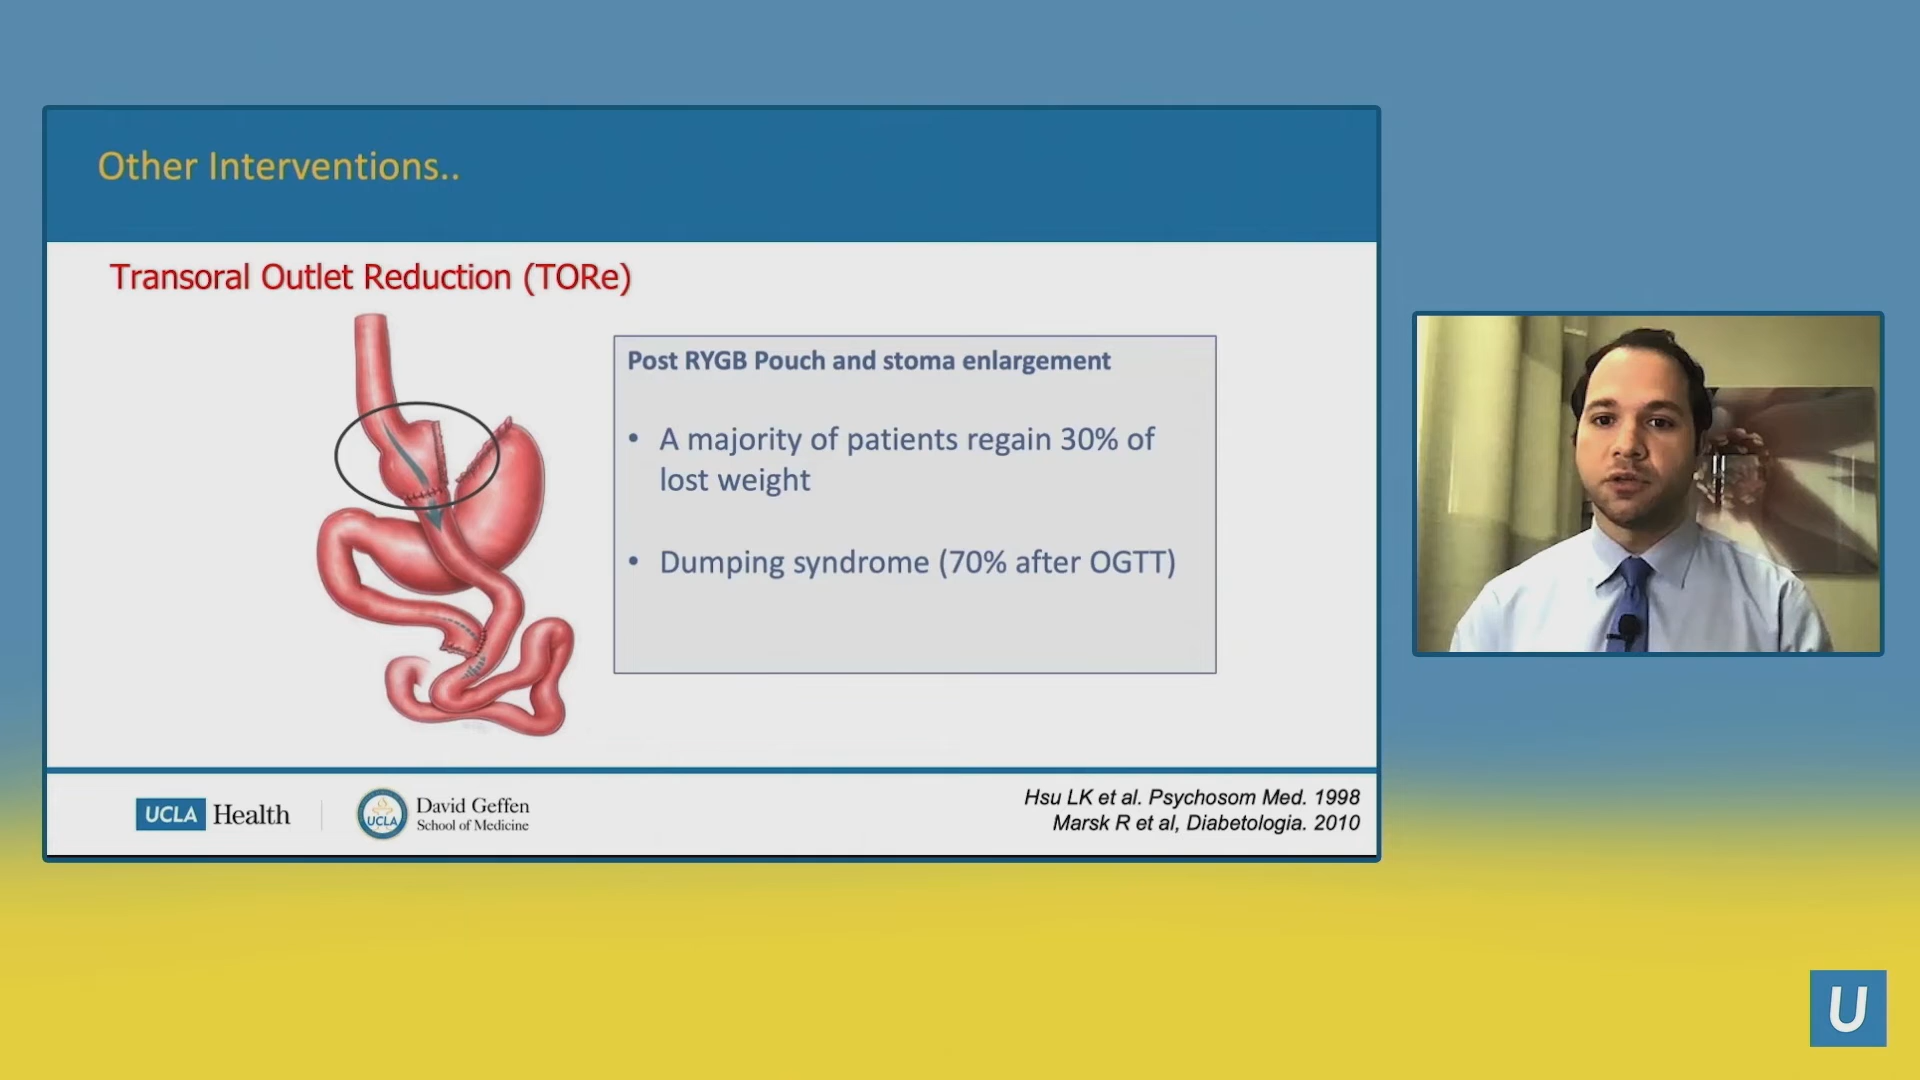 Other Interventions..
Transoral Outlet Reduction (TORe)
Post RYGB Pouch and stoma enlargement
• A majority of patients regain 30% of
lost weight
• Dumping syndrome (70% after OGTT)
UCLA Health
UCLA
David Geffen
School of Medicine
Hsu LK et al. Psychosom Med. 1998
Marsk R et al, Diabetologia. 2010
U